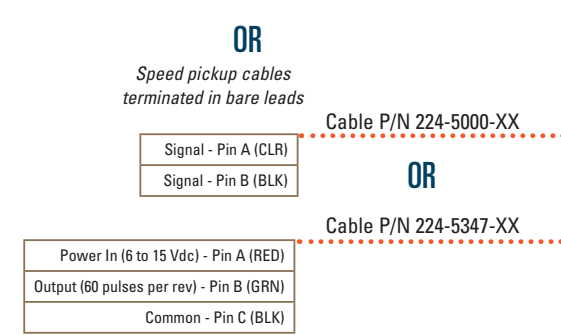 OR
Speed pickup cables
terminated in bare leads
Cable P/N 224-5000-XX
Signal - Pin A (CLR)
Signal - Pin B (BLK)
OR
Cable P/N 224-5347-XX
Power In (6 to 15 Vdc) - Pin A (RED)
Output (60 pulses per rev) - Pin B (GRN)
Common - Pin C (BLK)